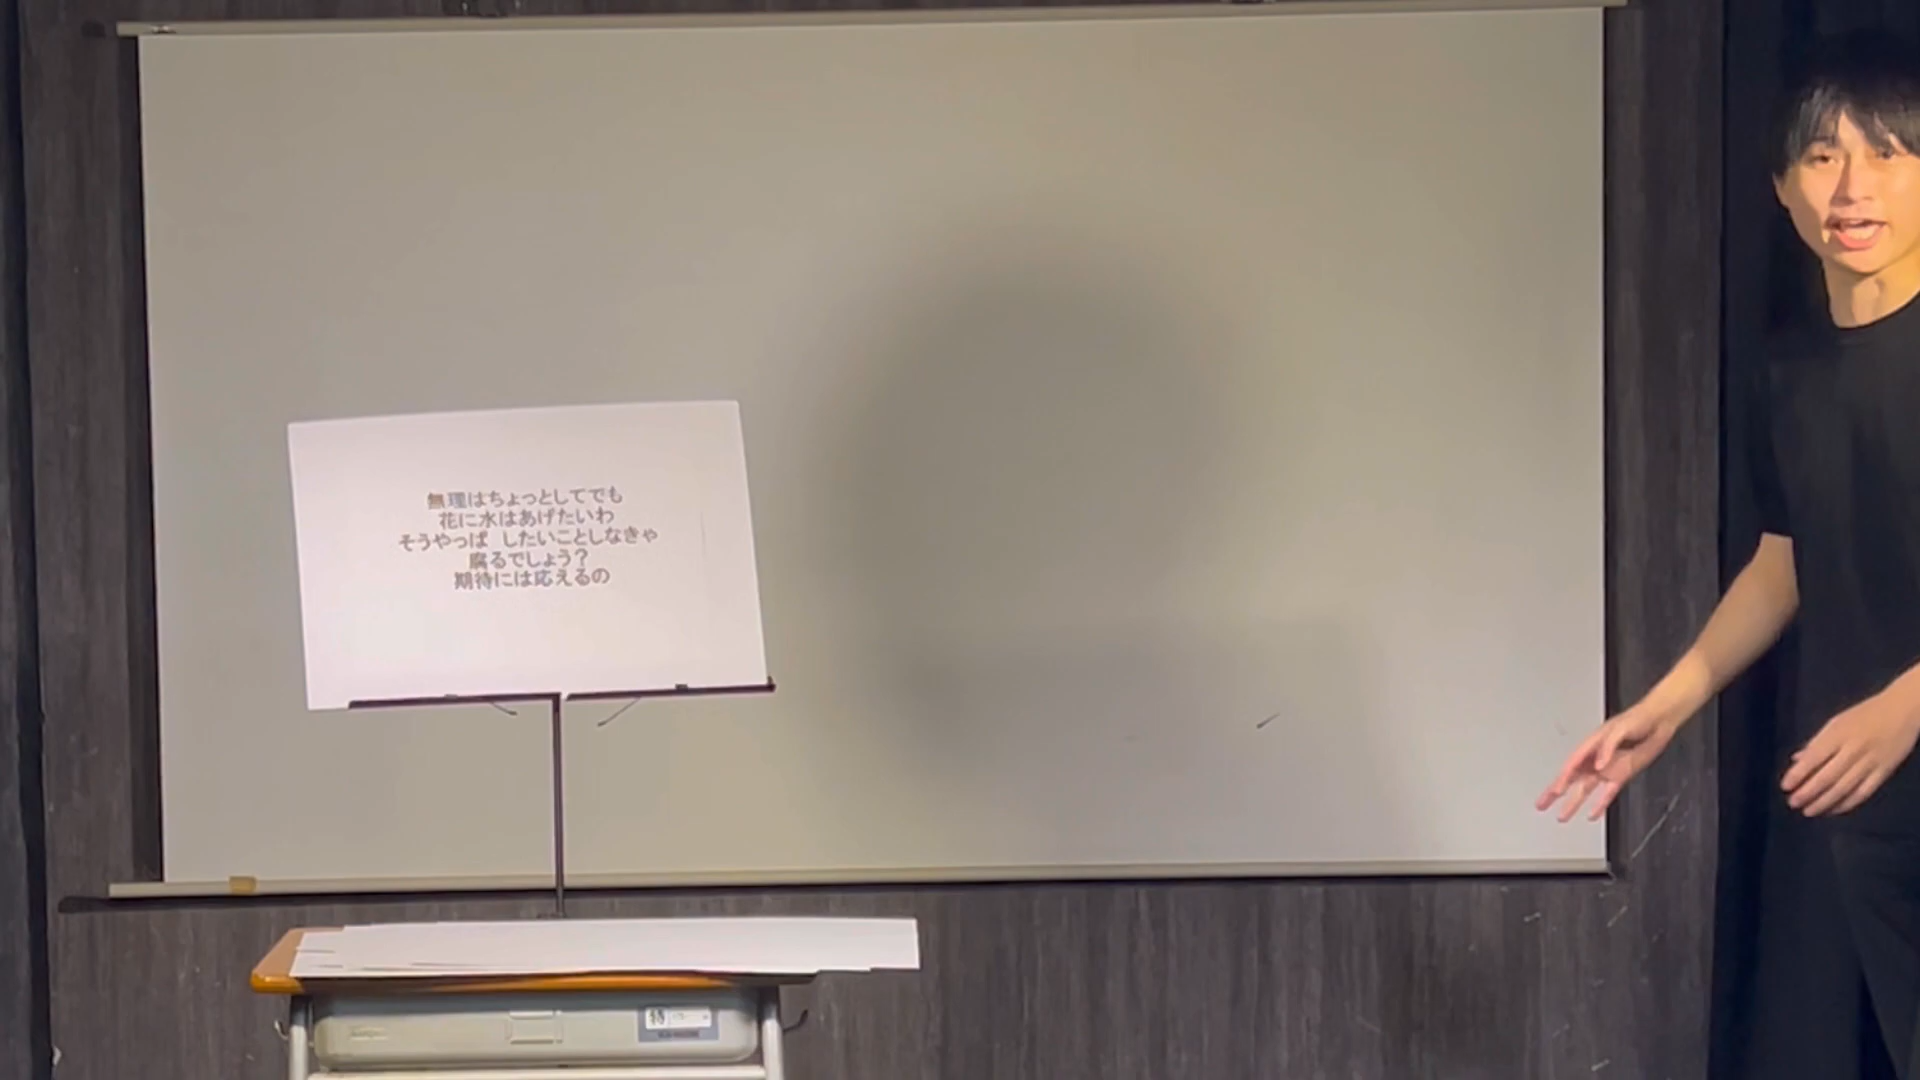 無理はちょっとしてでも
花に水はあげたいわ
そうやっぱ したいことしなきゃ
腐るでしょう?
期待には応えるの
特